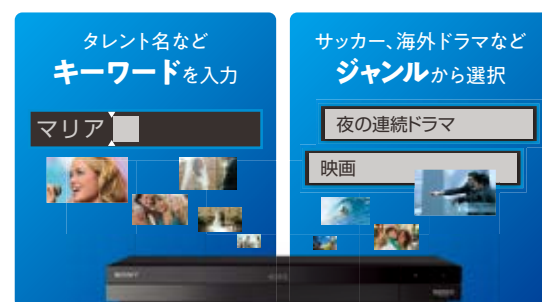 タレント名など
キーワードを入力
マリア
サッカー、海外ドラマなど
ジャンルから選択
夜の連続ドラマ
映画
SONY